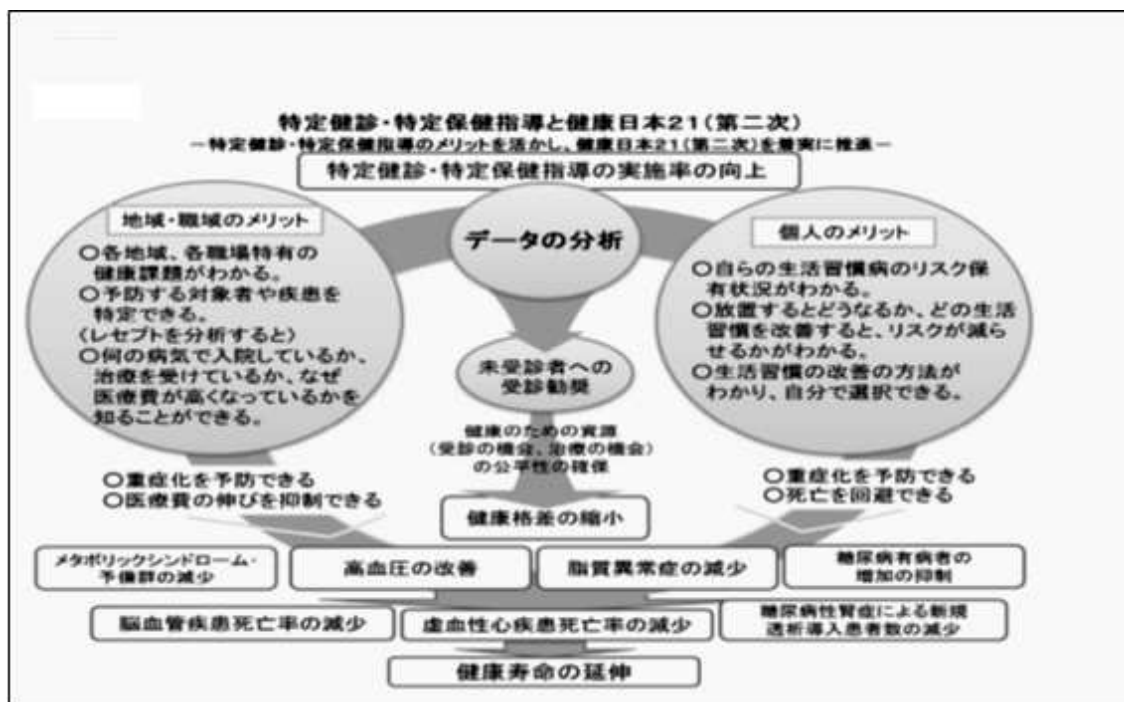 特定健診・特定保健指導と健康日本21(第二次)
－特定健診・特定保健指導のメリットを活かし、健康日本21(第二次)を着実に推進－
特定健診・特定保健指導の実施率の向上
地域・職域のメリット
○各地域、各職場特有の
健康課題がわかる。
○予防する対象者や疾患を
特定できる。
(レセプトを分析すると)
○何の病気で入院しているか、
治療を受けているか、なぜ
医療費が高くなっているかを
知ることができる。
データの分析
個人のメリット
○自らの生活習慣病のリスク保
有状況がわかる。
○放置するとどうなるか、どの生活
習慣を改善すると、リスクが減ら
せるかがわかる。
○生活習慣の改善の方法が
わかり、自分で選択できる。
未受診者への
受診勧奨
健康のための資源
(受診の機会、治療の機会)
の公平性の確保
○重症化を予防できる
○医療費の伸びを抑制できる
○重症化を予防できる
○死亡を回避できる
健康格差の縮小
メタボリックシンドローム・
予備群の減少
高血圧の改善
脂質異常症の減少
糖尿病有病者の
増加の抑制
脳血管疾患死亡率の減少
虚血性心疾患死亡率の減少
糖尿病性腎症による新規
透析導入患者数の減少
健康寿命の延伸